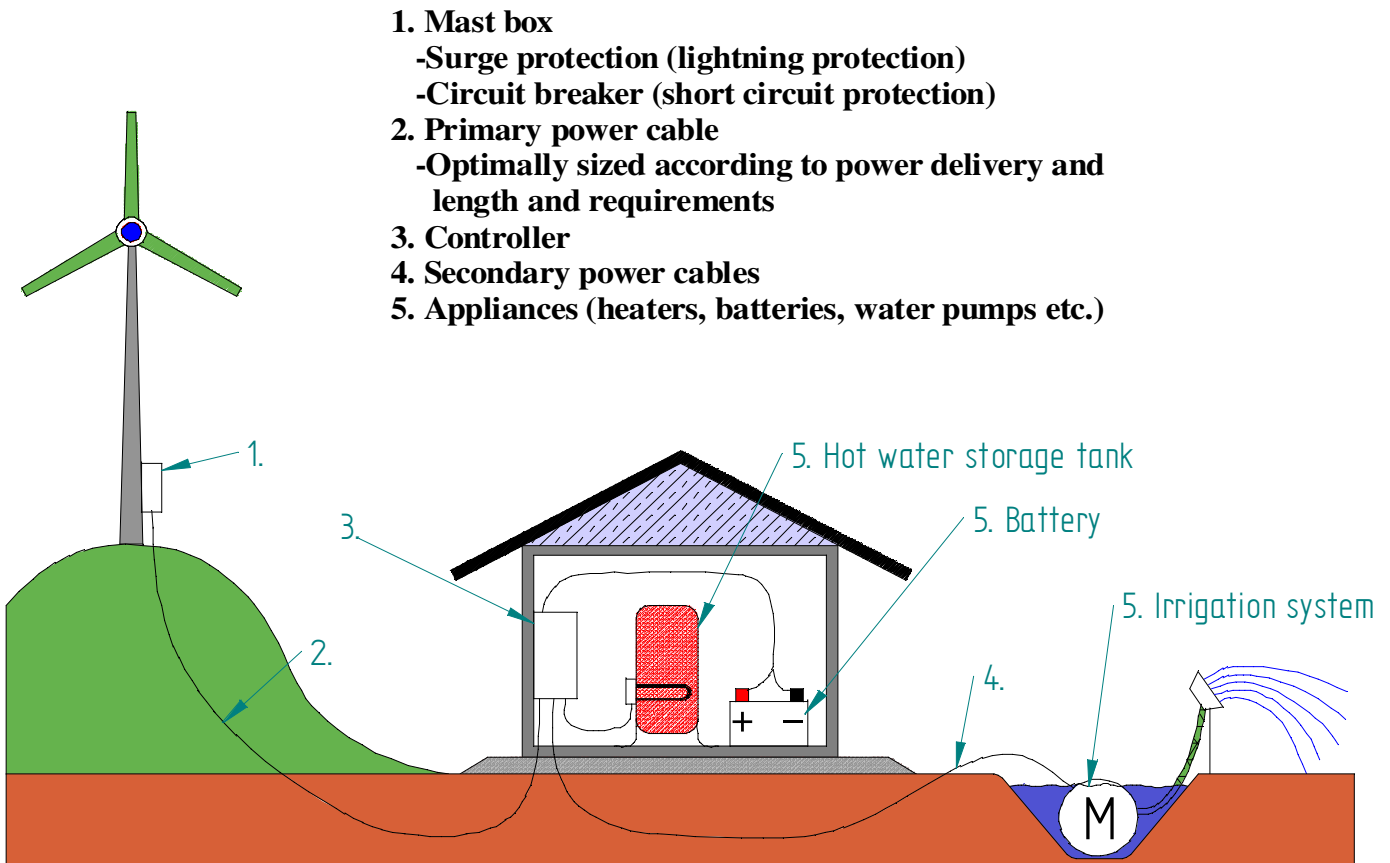 1. Mast box
-Surge protection (lightning protection)
-Circuit breaker (short circuit protection)
2. Primary power cable
-Optimally sized according to power delivery and
length and requirements
3. Controller
4. Secondary power cables
5. Appliances (heaters, batteries, water pumps etc.)
1.
5. Hot water storage tank
3.
5. Battery
5. Irrigation system
2.
4.
+ −
M